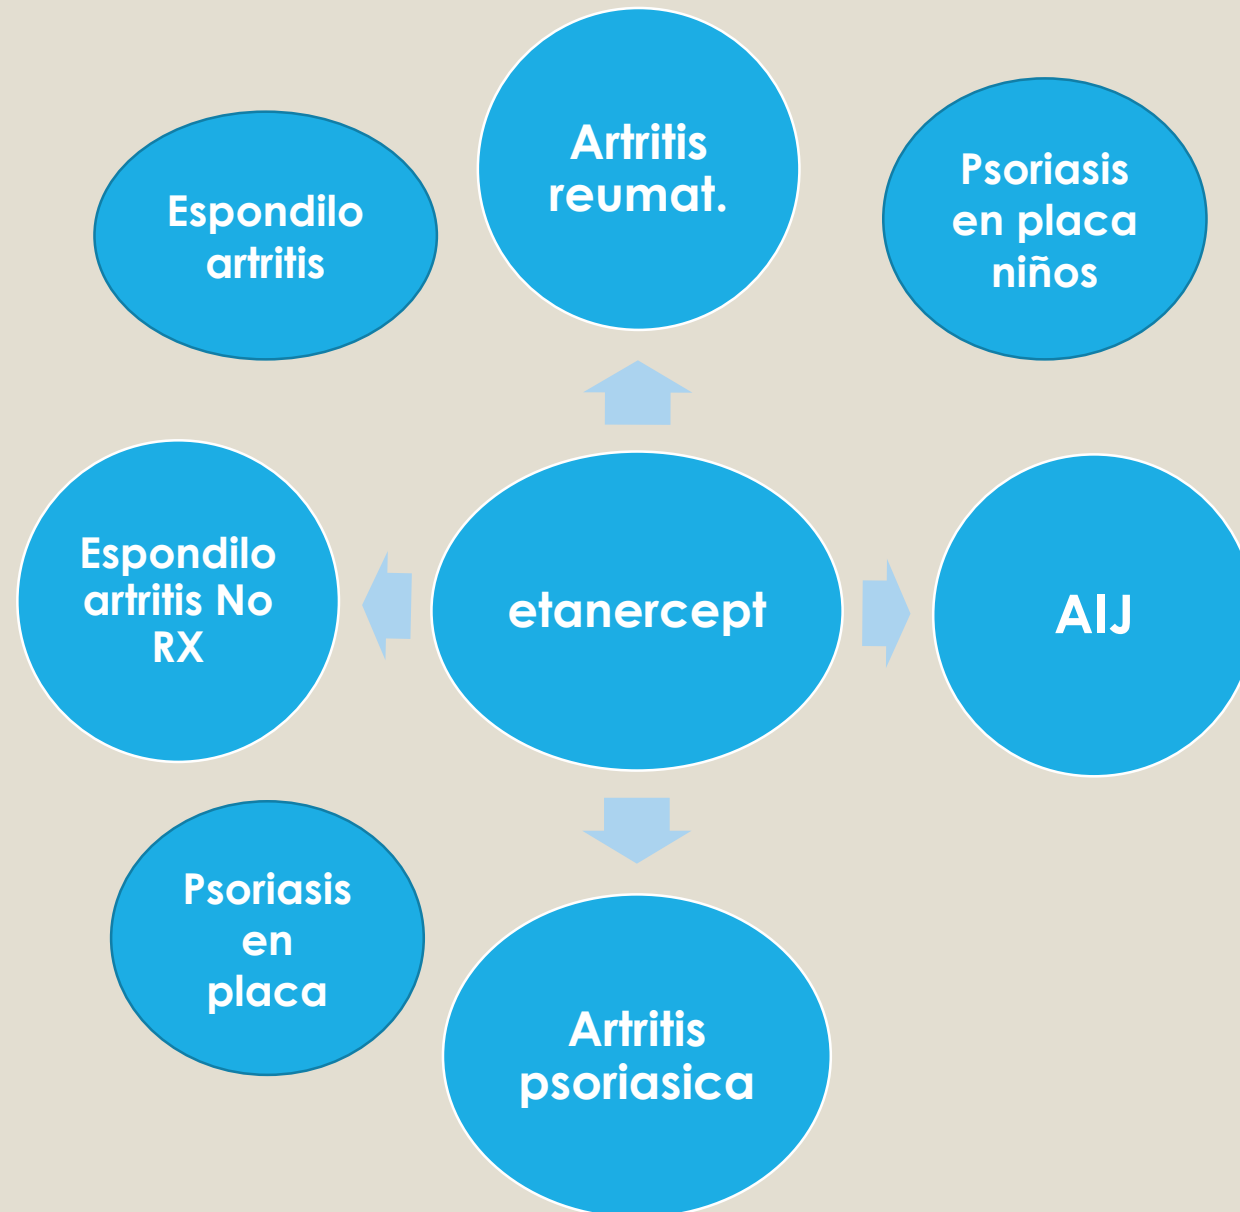 Artritis
reumat.
Espondilo
artritis
Psoriasis
en placa
niños
Espondilo
artritis No
RX
etanercept
AIJ
Psoriasis
en
placa
Artritis
psoriasica